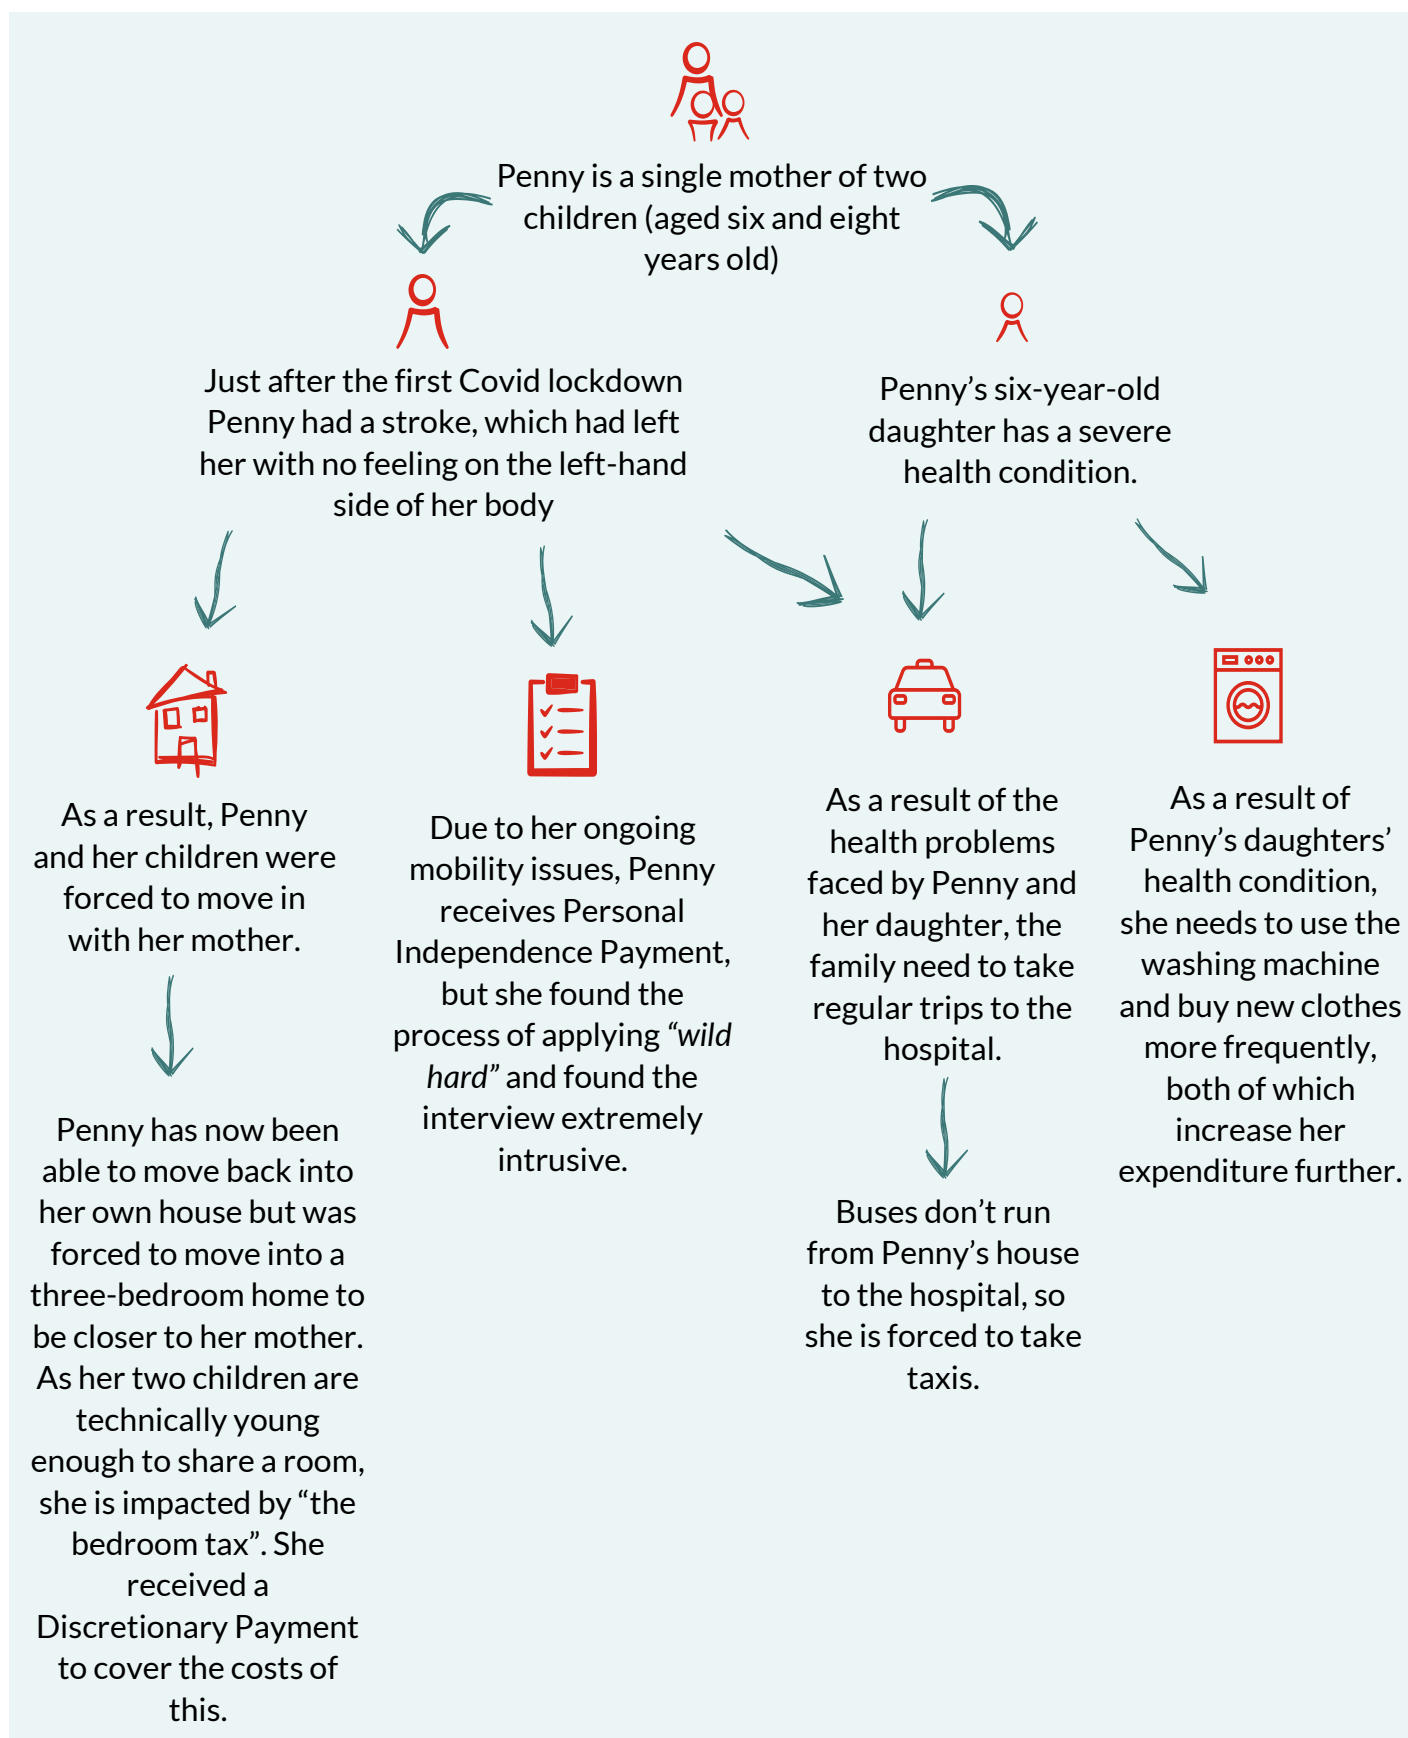 Penny is a single mother of two
children (aged six and eight
years old)
Just after the first Covid lockdown
Penny had a stroke, which had left
her with no feeling on the left-hand
side of her body
Penny’s six-year-old
daughter has a severe
health condition.
As a result, Penny
and her children were
forced to move in
with her mother.
Penny has now been
able to move back into
her own house but was
forced to move into a
three-bedroom home to
be closer to her mother.
As her two children are
technically young
enough to share a room,
she is impacted by “the
bedroom tax”. She
received a
Discretionary Payment
to cover the costs of
this.
Due to her ongoing
mobility issues, Penny
receives Personal
Independence Payment,
but she found the
process of applying “wild
hard” and found the
interview extremely
intrusive.
As a result of the
health problems
faced by Penny and
her daughter, the
family need to take
regular trips to the
hospital.
Buses don’t run
from Penny’s house
to the hospital, so
she is forced to take
taxis.
As a result of
Penny’s daughters’
health condition,
she needs to use the
washing machine
and buy new clothes
more frequently,
both of which
increase her
expenditure further.